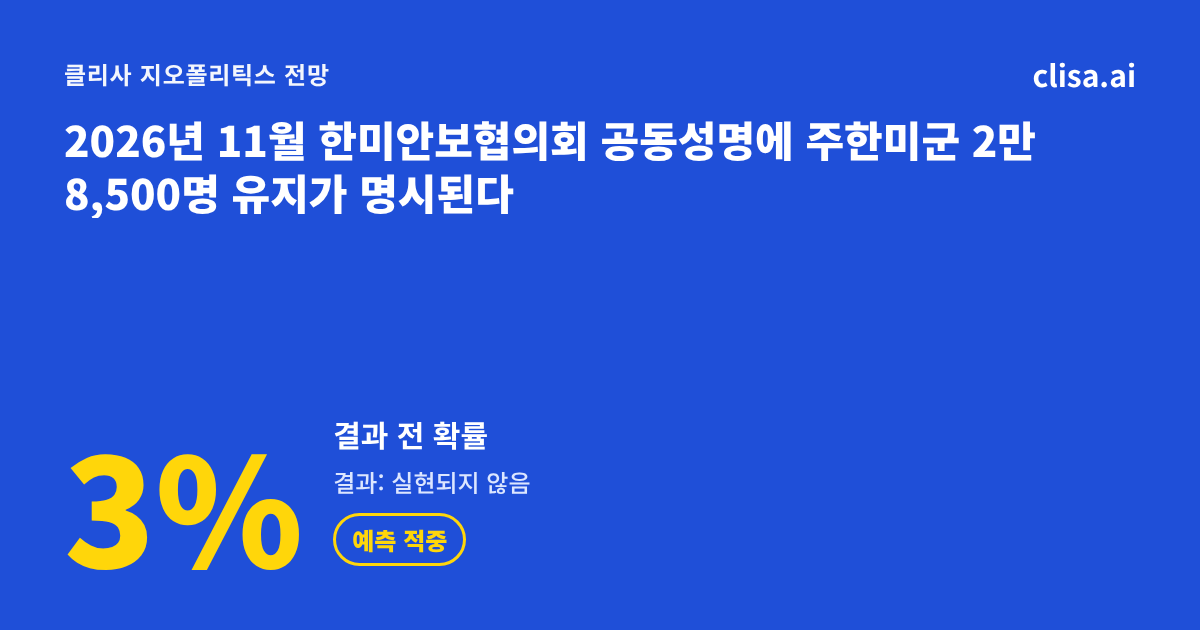 클리사 지오폴리틱스 전망
clisa.ai
2026년 11월 한미안보협의회 공동성명에 주한미군 2만
8,500명 유지가 명시된다
3%
결과 전 확률
결과: 실현되지 않음
예측 적중